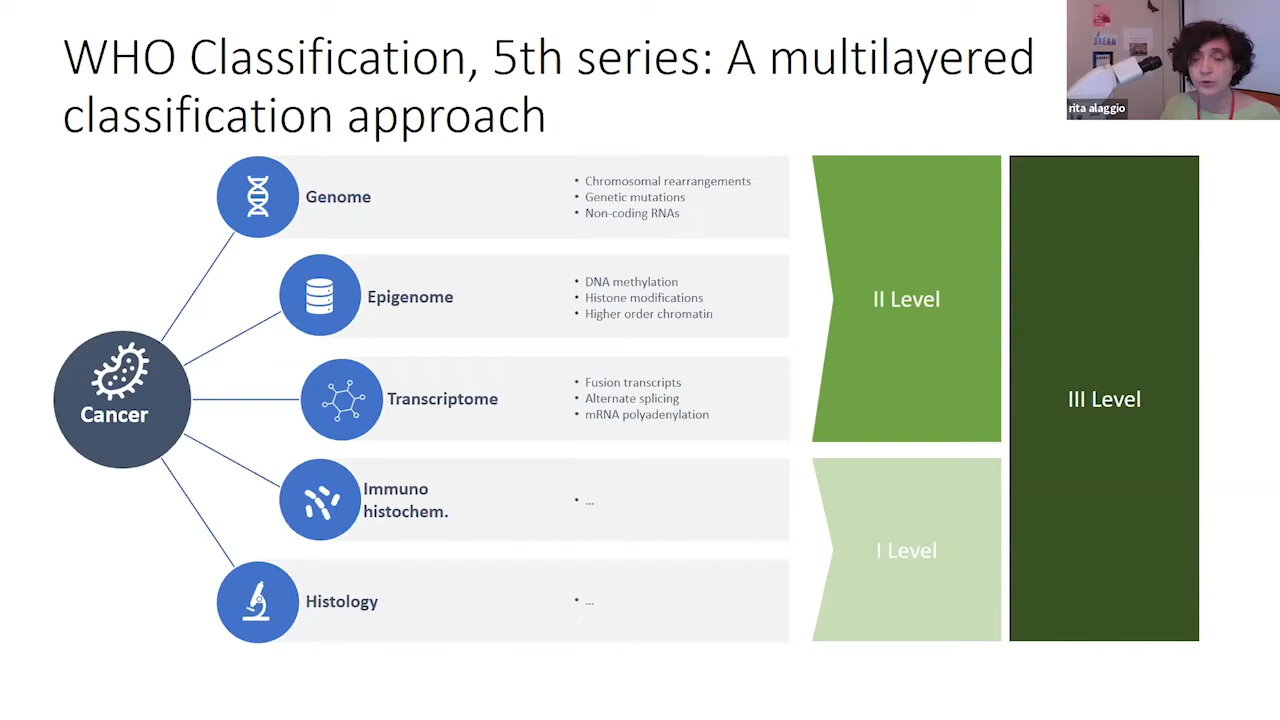 WHO Classification, 5th series: A multilayered
classification approach
DREAM
rita alaggio
Cancer
Genome
• Chromosomal rearrangements
• Genetic mutations
• Non-coding RNAs
Epigenome
• DNA methylation
• Histone modifications
• Higher order chromatin
Transcriptome
• Fusion transcripts
• Alternate splicing
• mRNA polyadenylation
Immuno
histochem.
• ...
Histology
• ...
II Level
I Level
III Level